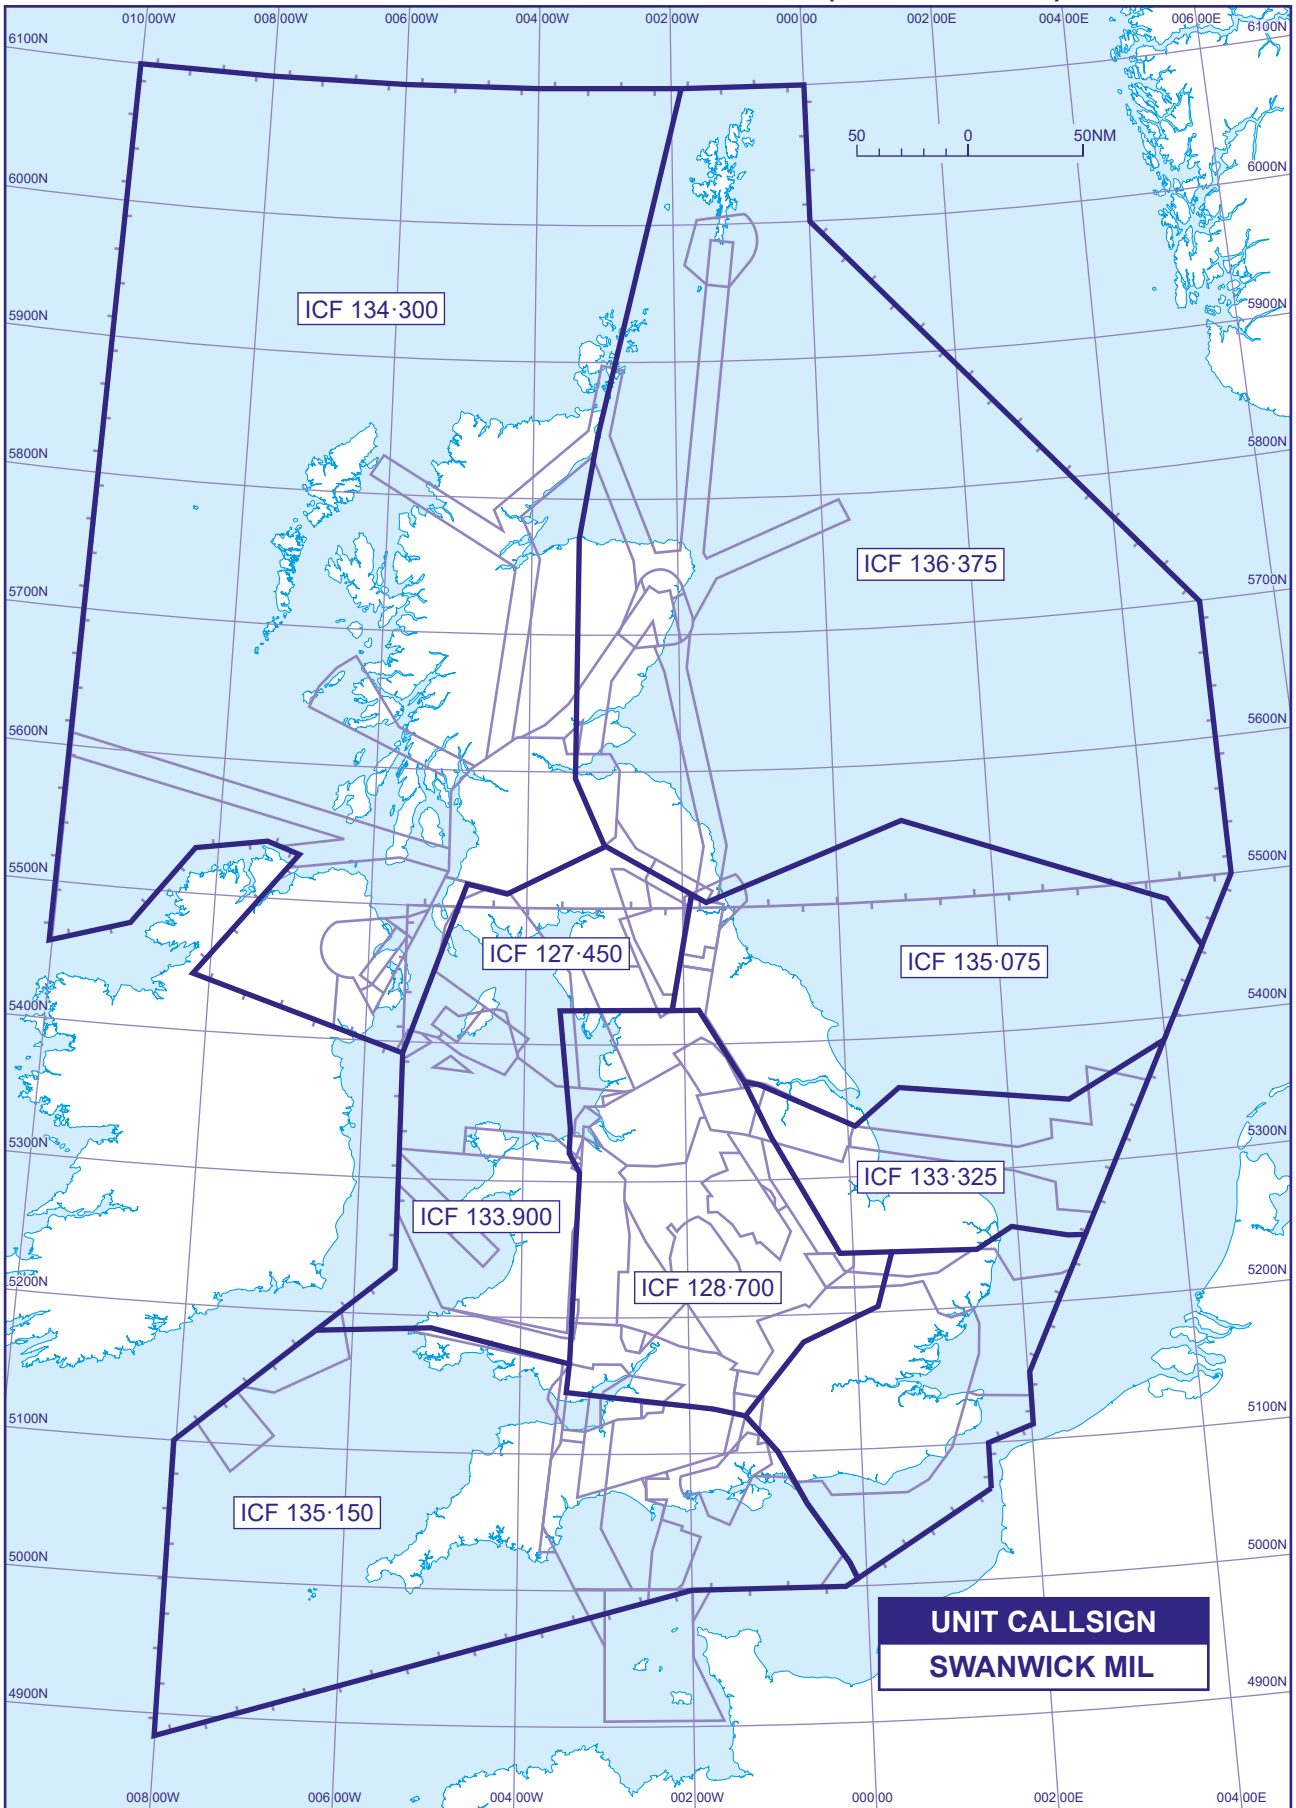 010 00W 008 00W 006 00W 004 00W 002 00W 000 00 002 00E 004 00E 006 00E
6100N 6100N
50 0 50NM
6000N 6000N
ICF 134·300
5900N 5900N
5800N 5800N
ICF 136·375
5700N 5700N
5600N 5600N
5500N 5500N
ICF 127·450
ICF 135·075
5400N 5400N
5300N 5300N
ICF 133·325
ICF 133.900
5200N 5200N
ICF 128·700
5100N 5100N
ICF 135·150
5000N 5000N
UNIT CALLSIGN
SWANWICK MIL
4900N 4900N
008 00W 006 00W 004 00W 002 00W 000 00 002 00E 004 00E